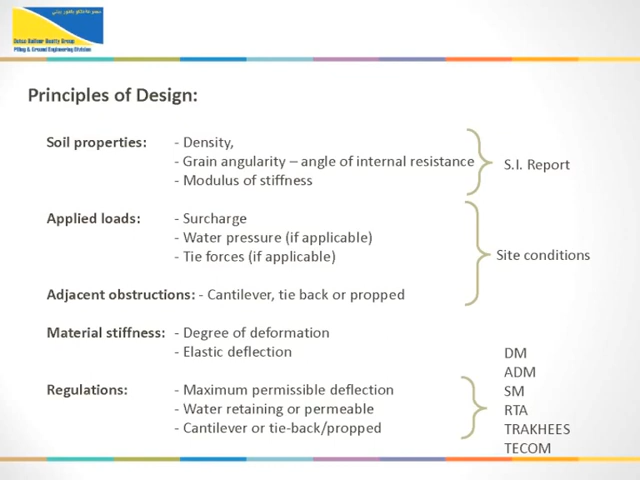 Dutco Balfour Beatty Group
Piling & Ground Engineering Division
Principles of Design:
Soil properties: - Density,
- Grain angularity – angle of internal resistance
- Modulus of stiffness
S.I. Report
Applied loads: - Surcharge
- Water pressure (if applicable)
- Tie forces (if applicable)
Site conditions
Adjacent obstructions: - Cantilever, tie back or propped
Material stiffness: - Degree of deformation
- Elastic deflection
Regulations: - Maximum permissible deflection
- Water retaining or permeable
- Cantilever or tie-back/propped
DM
ADM
SM
RTA
TRAKHEES
TECOM